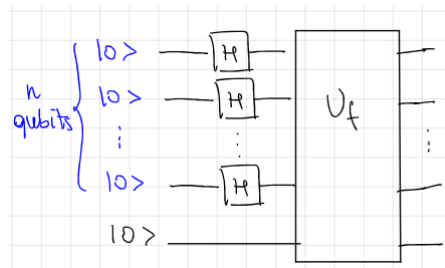 |0> H
n qubits |0> H U_f
⋮ ⋮ ⋮
|0> H
|0>